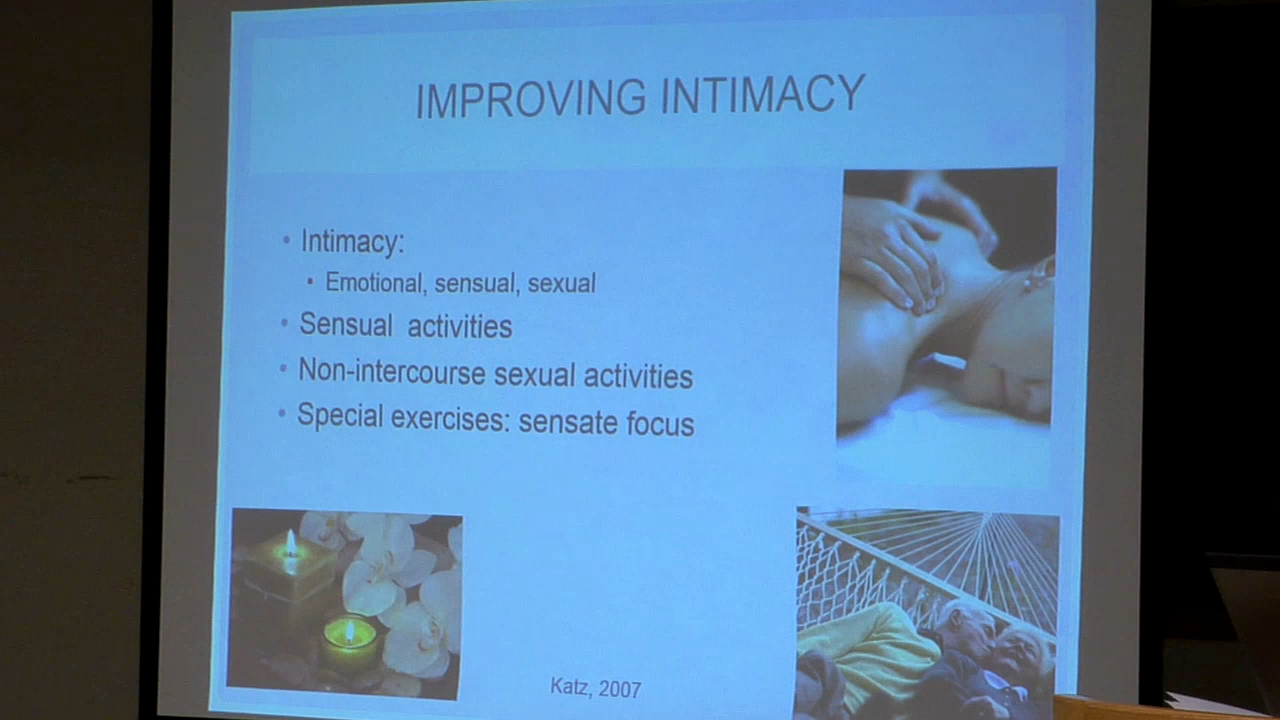 IMPROVING INTIMACY
• Intimacy:
• Emotional, sensual, sexual
• Sensual activities
• Non-intercourse sexual activities
• Special exercises: sensate focus
Katz, 2007